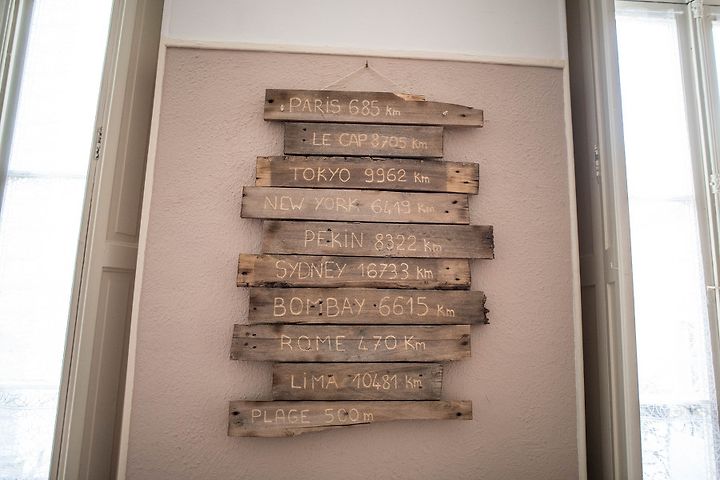 PARiS 685 Km
LE CAP 8705 Km
TOKYO 9962 Km
NEW YORK 6419 Km
PÉKIN 8322 Km
SYDNEY 16733 Km
BOMBAY 6615 Km
ROME 470 Km
LiMA 10481 Km
PLAGE 500 m